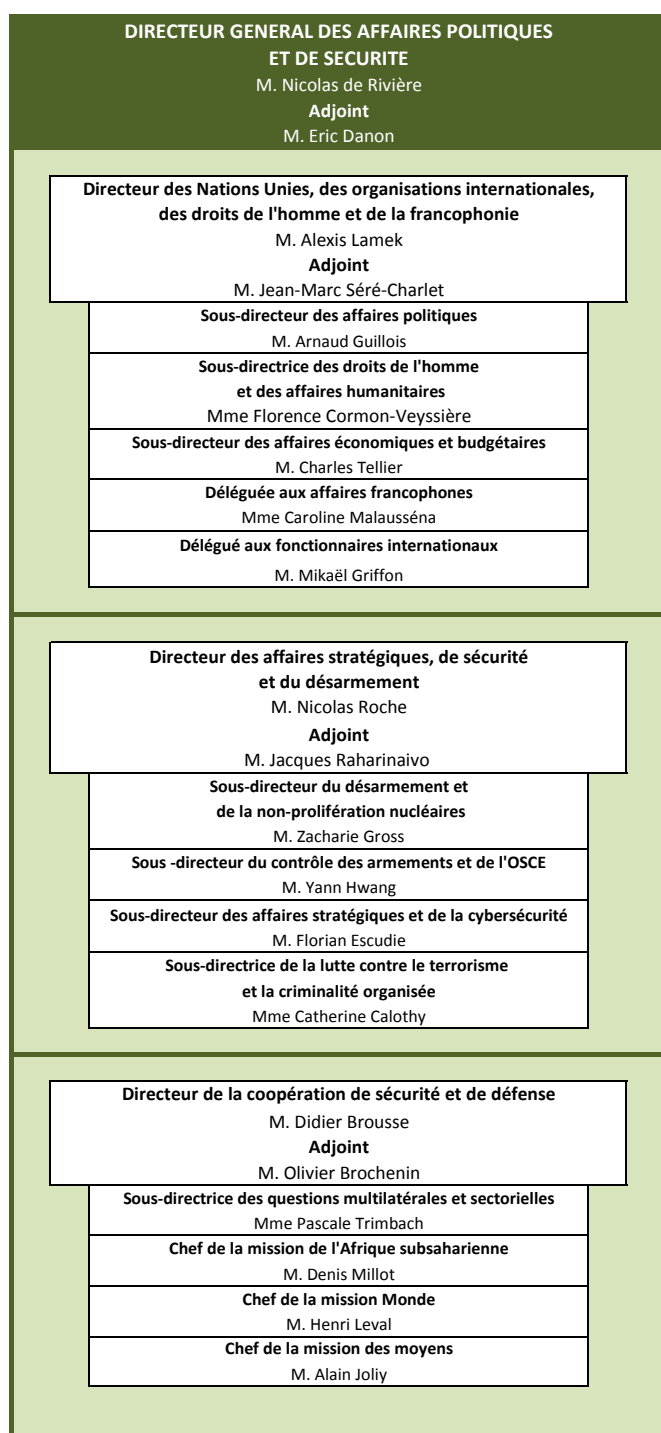 DIRECTEUR GENERAL DES AFFAIRES POLITIQUES
ET DE SECURITE
M. Nicolas de Rivière
Adjoint
M. Eric Danon
Directeur des Nations Unies, des organisations internationales,
des droits de l'homme et de la francophonie
M. Alexis Lamek
Adjoint
M. Jean-Marc Séré-Charlet
Sous-directeur des affaires politiques
M. Arnaud Guillois
Sous-directrice des droits de l'homme
et des affaires humanitaires
Mme Florence Cormon-Veyssière
Sous-directeur des affaires économiques et budgétaires
M. Charles Tellier
Déléguée aux affaires francophones
Mme Caroline Malausséna
Délégué aux fonctionnaires internationaux
M. Mikaël Griffon
Directeur des affaires stratégiques, de sécurité
et du désarmement
M. Nicolas Roche
Adjoint
M. Jacques Raharinaivo
Sous-directeur du désarmement et
de la non-prolifération nucléaires
M. Zacharie Gross
Sous -directeur du contrôle des armements et de l'OSCE
M. Yann Hwang
Sous-directeur des affaires stratégiques et de la cybersécurité
M. Florian Escudie
Sous-directrice de la lutte contre le terrorisme
et la criminalité organisée
Mme Catherine Calothy
Directeur de la coopération de sécurité et de défense
M. Didier Brousse
Adjoint
M. Olivier Brochenin
Sous-directrice des questions multilatérales et sectorielles
Mme Pascale Trimbach
Chef de la mission de l'Afrique subsaharienne
M. Denis Millot
Chef de la mission Monde
M. Henri Leval
Chef de la mission des moyens
M. Alain Joliy